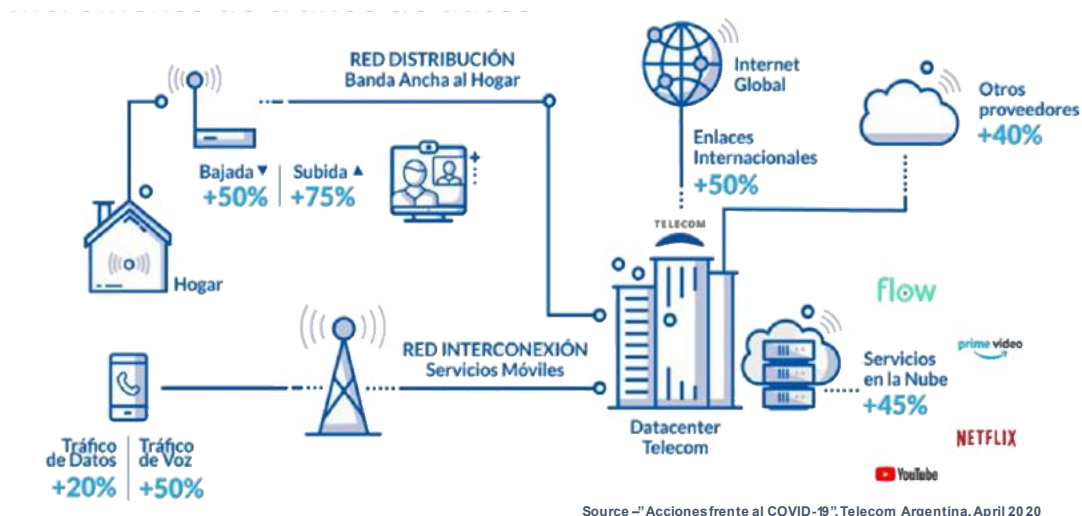 RED DISTRIBUCIÓN
Banda Ancha al Hogar
Internet
Global
Otros
proveedores
+40%
Enlaces
Internacionales
+50%
Bajada ▼
+50%
Subida ▲
+75%
TELECOM
Hogar
flow
RED INTERCONEXIÓN
Servicios Móviles
prime video
Servicios
en la Nube
+45%
Datacenter
Telecom
NETFLIX
YouTube
Tráfico
de Datos
+20%
Tráfico
de Voz
+50%
Source –"Acciones frente al COVID-19", Telecom Argentina, April 2020